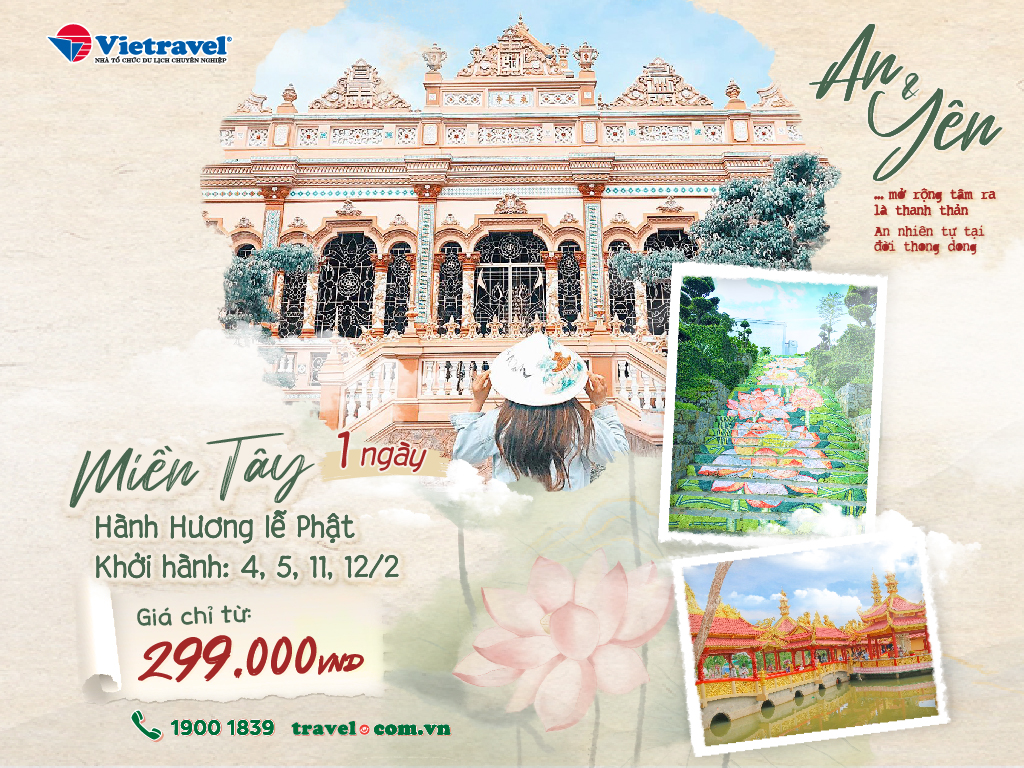 Vietravel®
NHÀ TỔ CHỨC DU LỊCH CHUYÊN NGHIỆP
An & Yên
... mở rộng tâm ra
là thanh thản
An nhiên tự tại
đời thong dong
Miền Tây 1 ngày
Hành Hương lễ Phật
Khởi hành: 4, 5, 11, 12/2
Giá chỉ từ:
299.000 VND
1900 1839 travel.com.vn